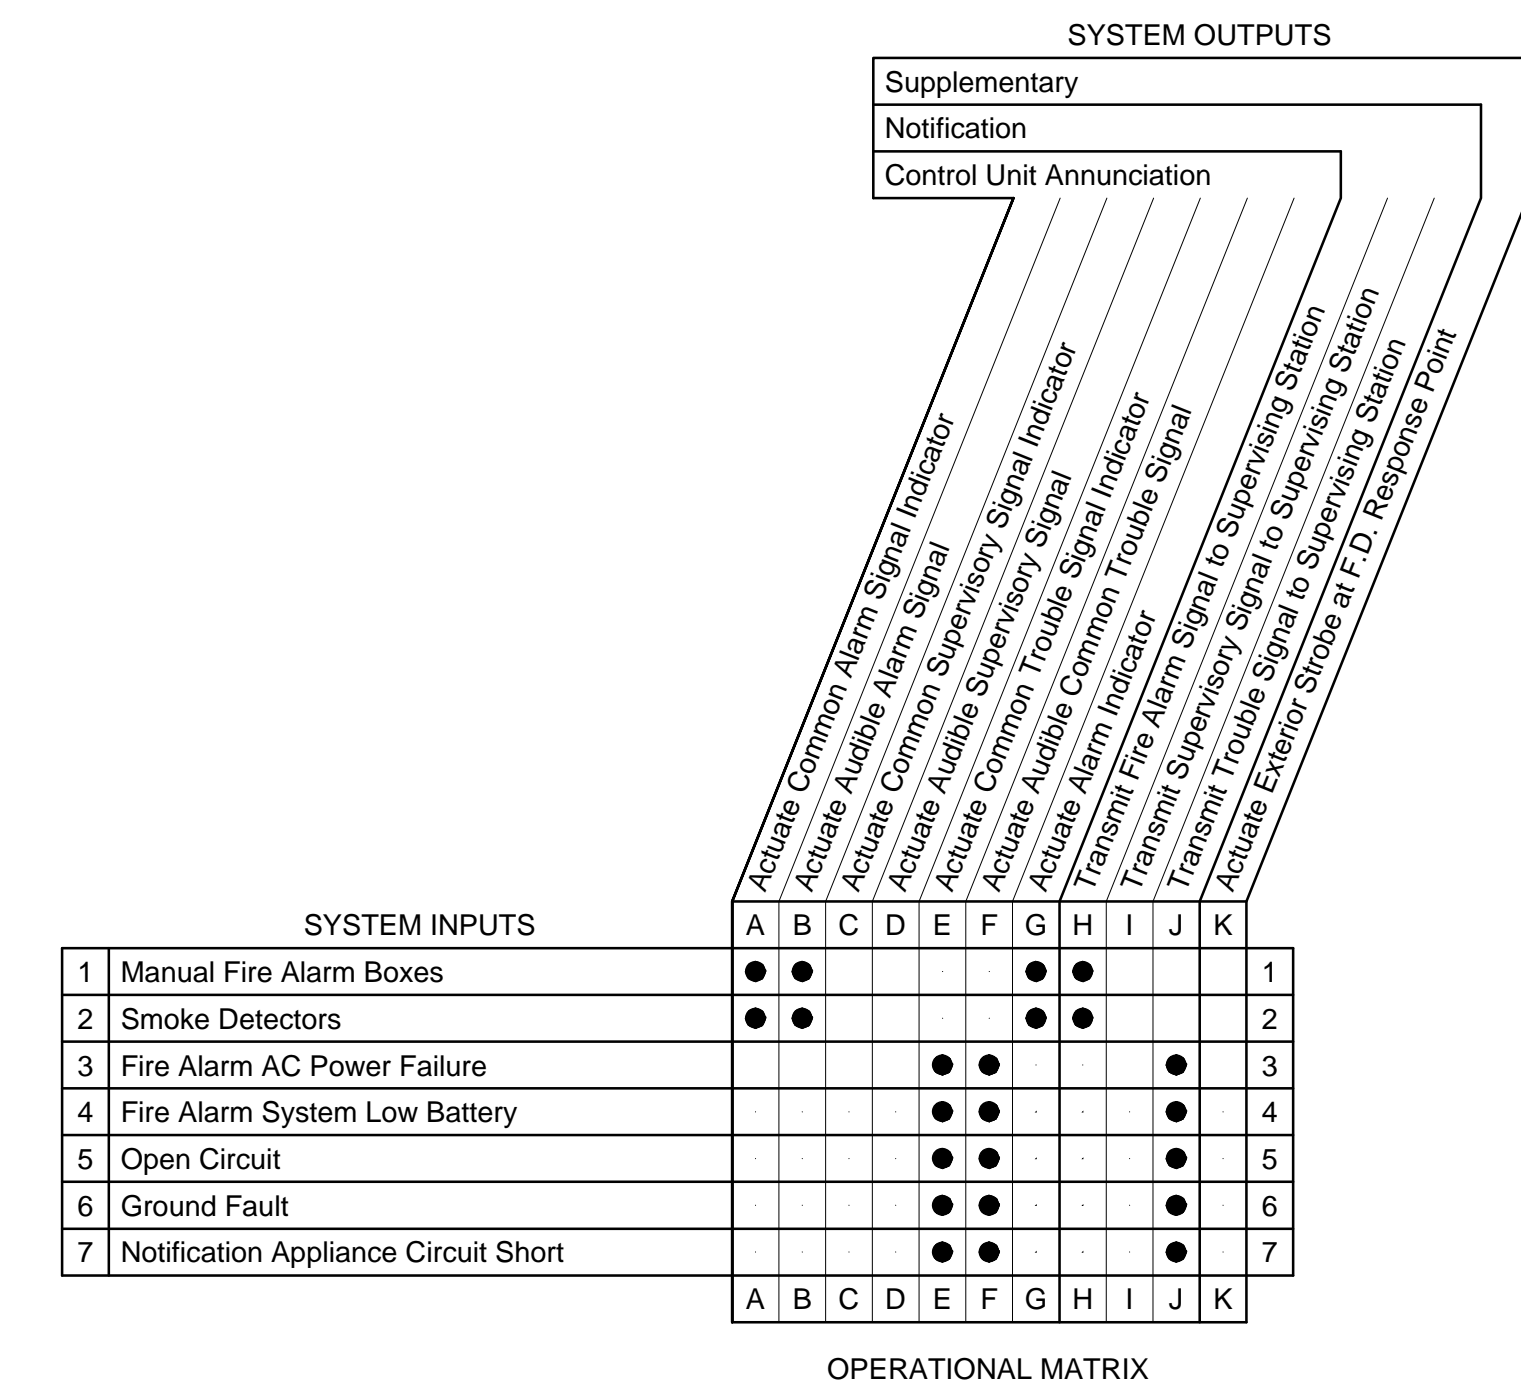 SYSTEM OUTPUTS
Supplementary
Notification
Control Unit Annunciation
Actuate Common Alarm Signal Indicator
Actuate Audible Alarm Signal
Actuate Common Supervisory Signal Indicator
Actuate Audible Supervisory Signal
Actuate Common Trouble Signal Indicator
Actuate Audible Common Trouble Signal
Actuate Alarm Indicator
Transmit Fire Alarm Signal to Supervising Station
Transmit Supervisory Signal to Supervising Station
Transmit Trouble Signal to Supervising Station
Actuate Exterior Strobe at F.D. Response Point
SYSTEM INPUTS A B C D E F G H I J K
1 Manual Fire Alarm Boxes 1
2 Smoke Detectors 2
3 Fire Alarm AC Power Failure 3
4 Fire Alarm System Low Battery 4
5 Open Circuit 5
6 Ground Fault 6
7 Notification Appliance Circuit Short 7
A B C D E F G H I J K
OPERATIONAL MATRIX